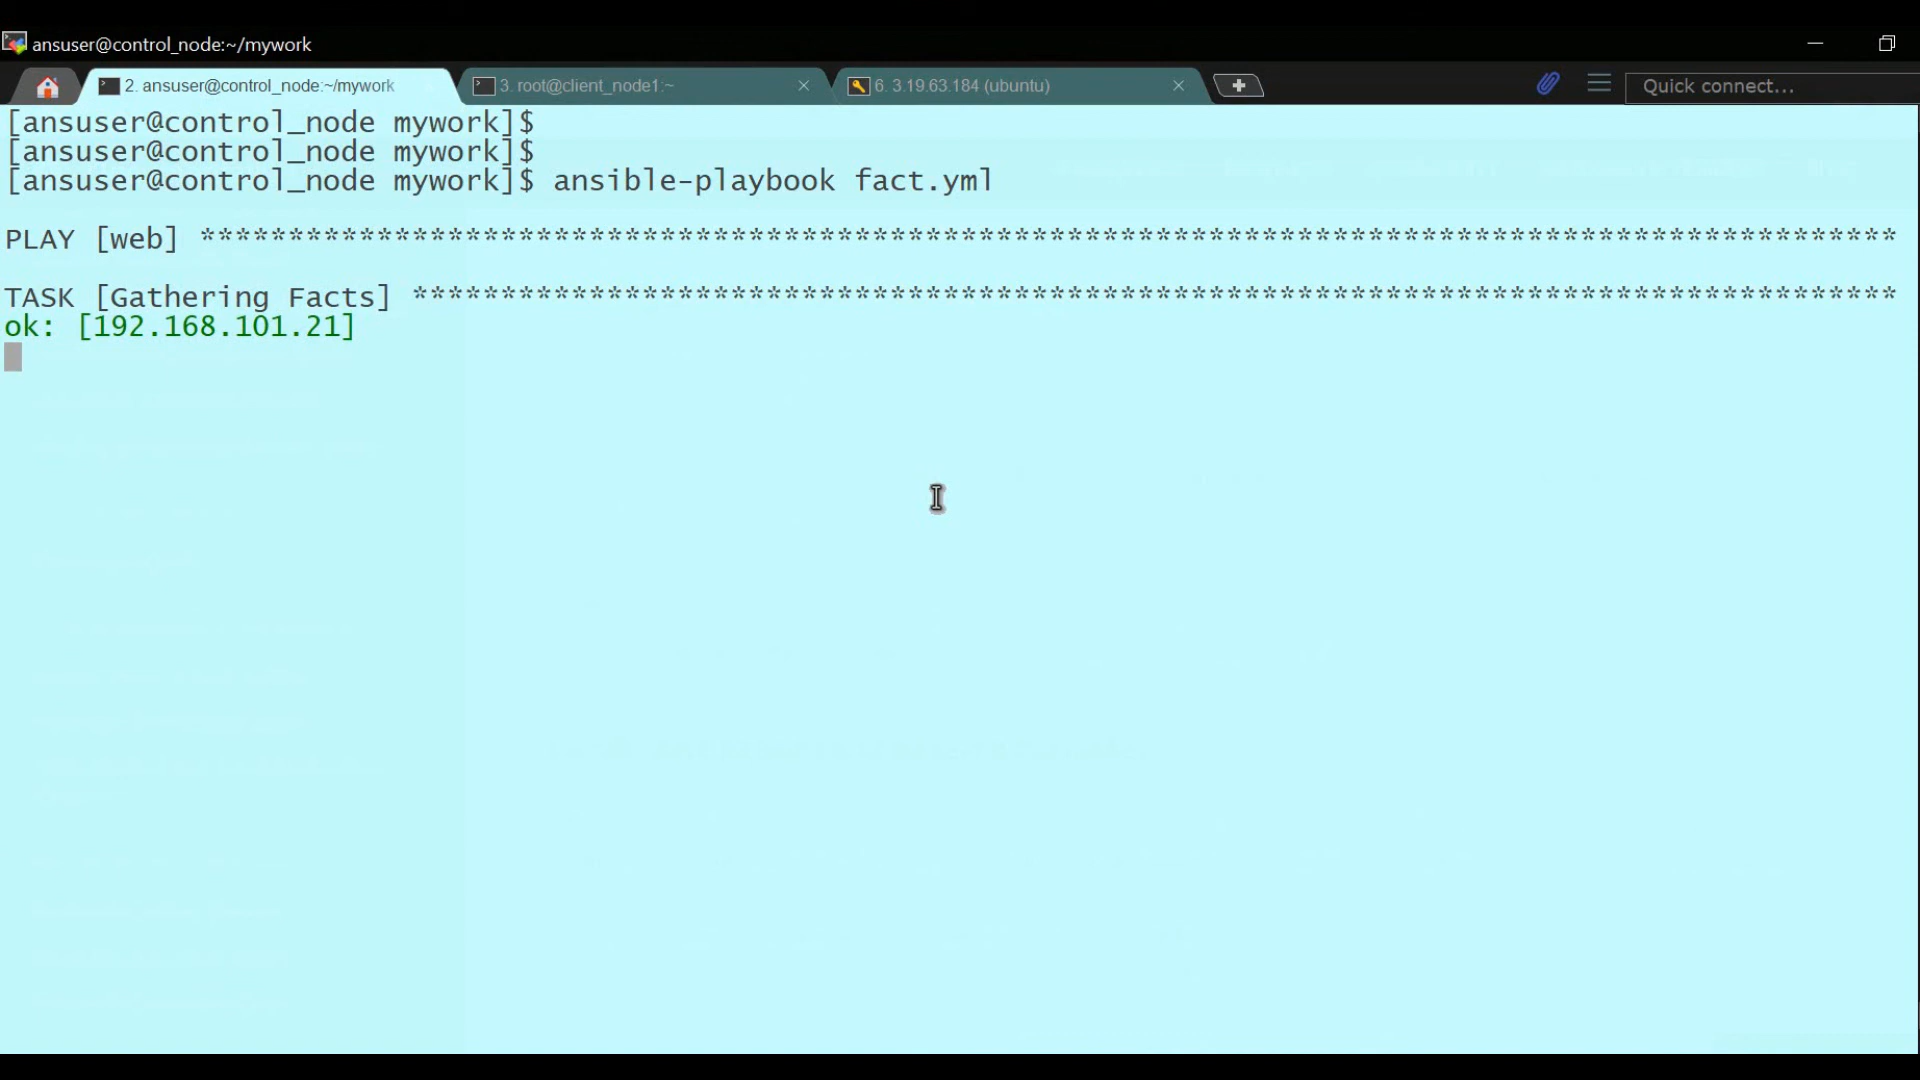 ansuser@control_node:~/mywork
2. ansuser@control_node:~/mywork
3. root@client_node1:~
6. 3.19.63.184 (ubuntu)
Quick connect...
[ansuser@control_node mywork]$
[ansuser@control_node mywork]$
[ansuser@control_node mywork]$ ansible-playbook fact.yml
PLAY [web] ************************************************************************************************
TASK [Gathering Facts] ************************************************************************************
ok: [192.168.101.21]